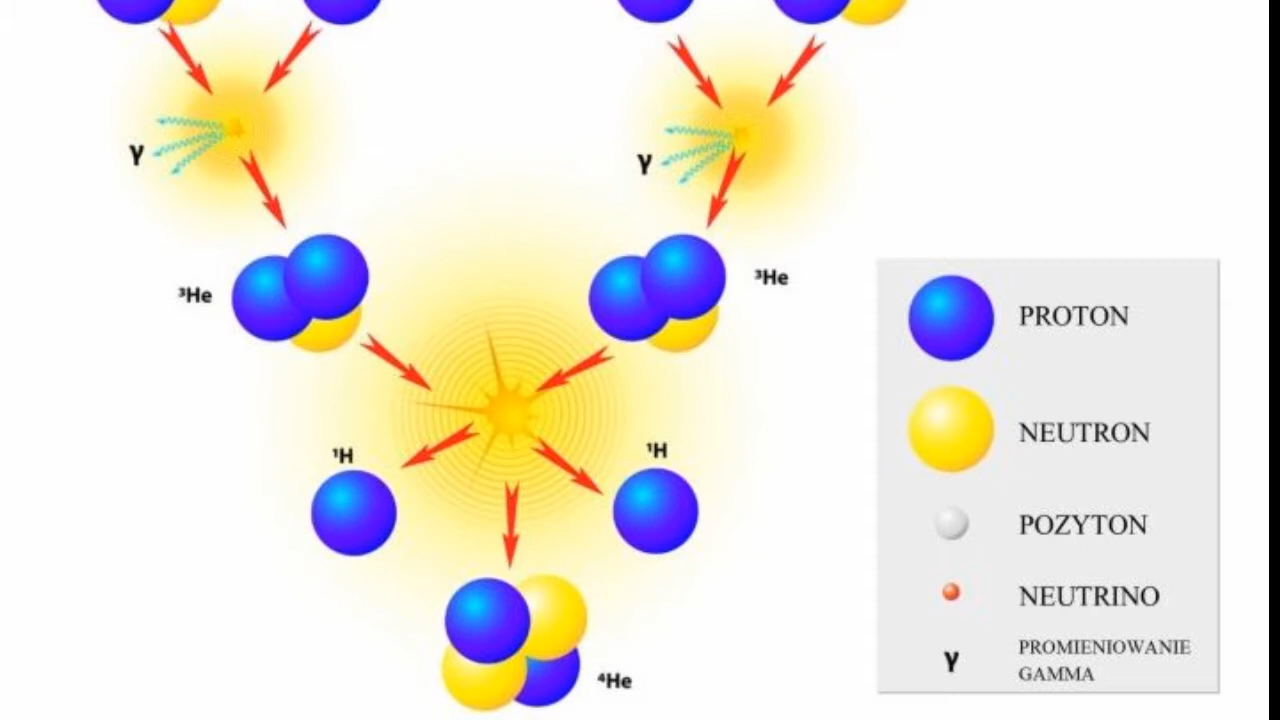 γ
γ
³He
³He
¹H
¹H
⁴He
PROTON
NEUTRON
POZYTON
NEUTRINO
γ
PROMIENIOWANIE
GAMMA